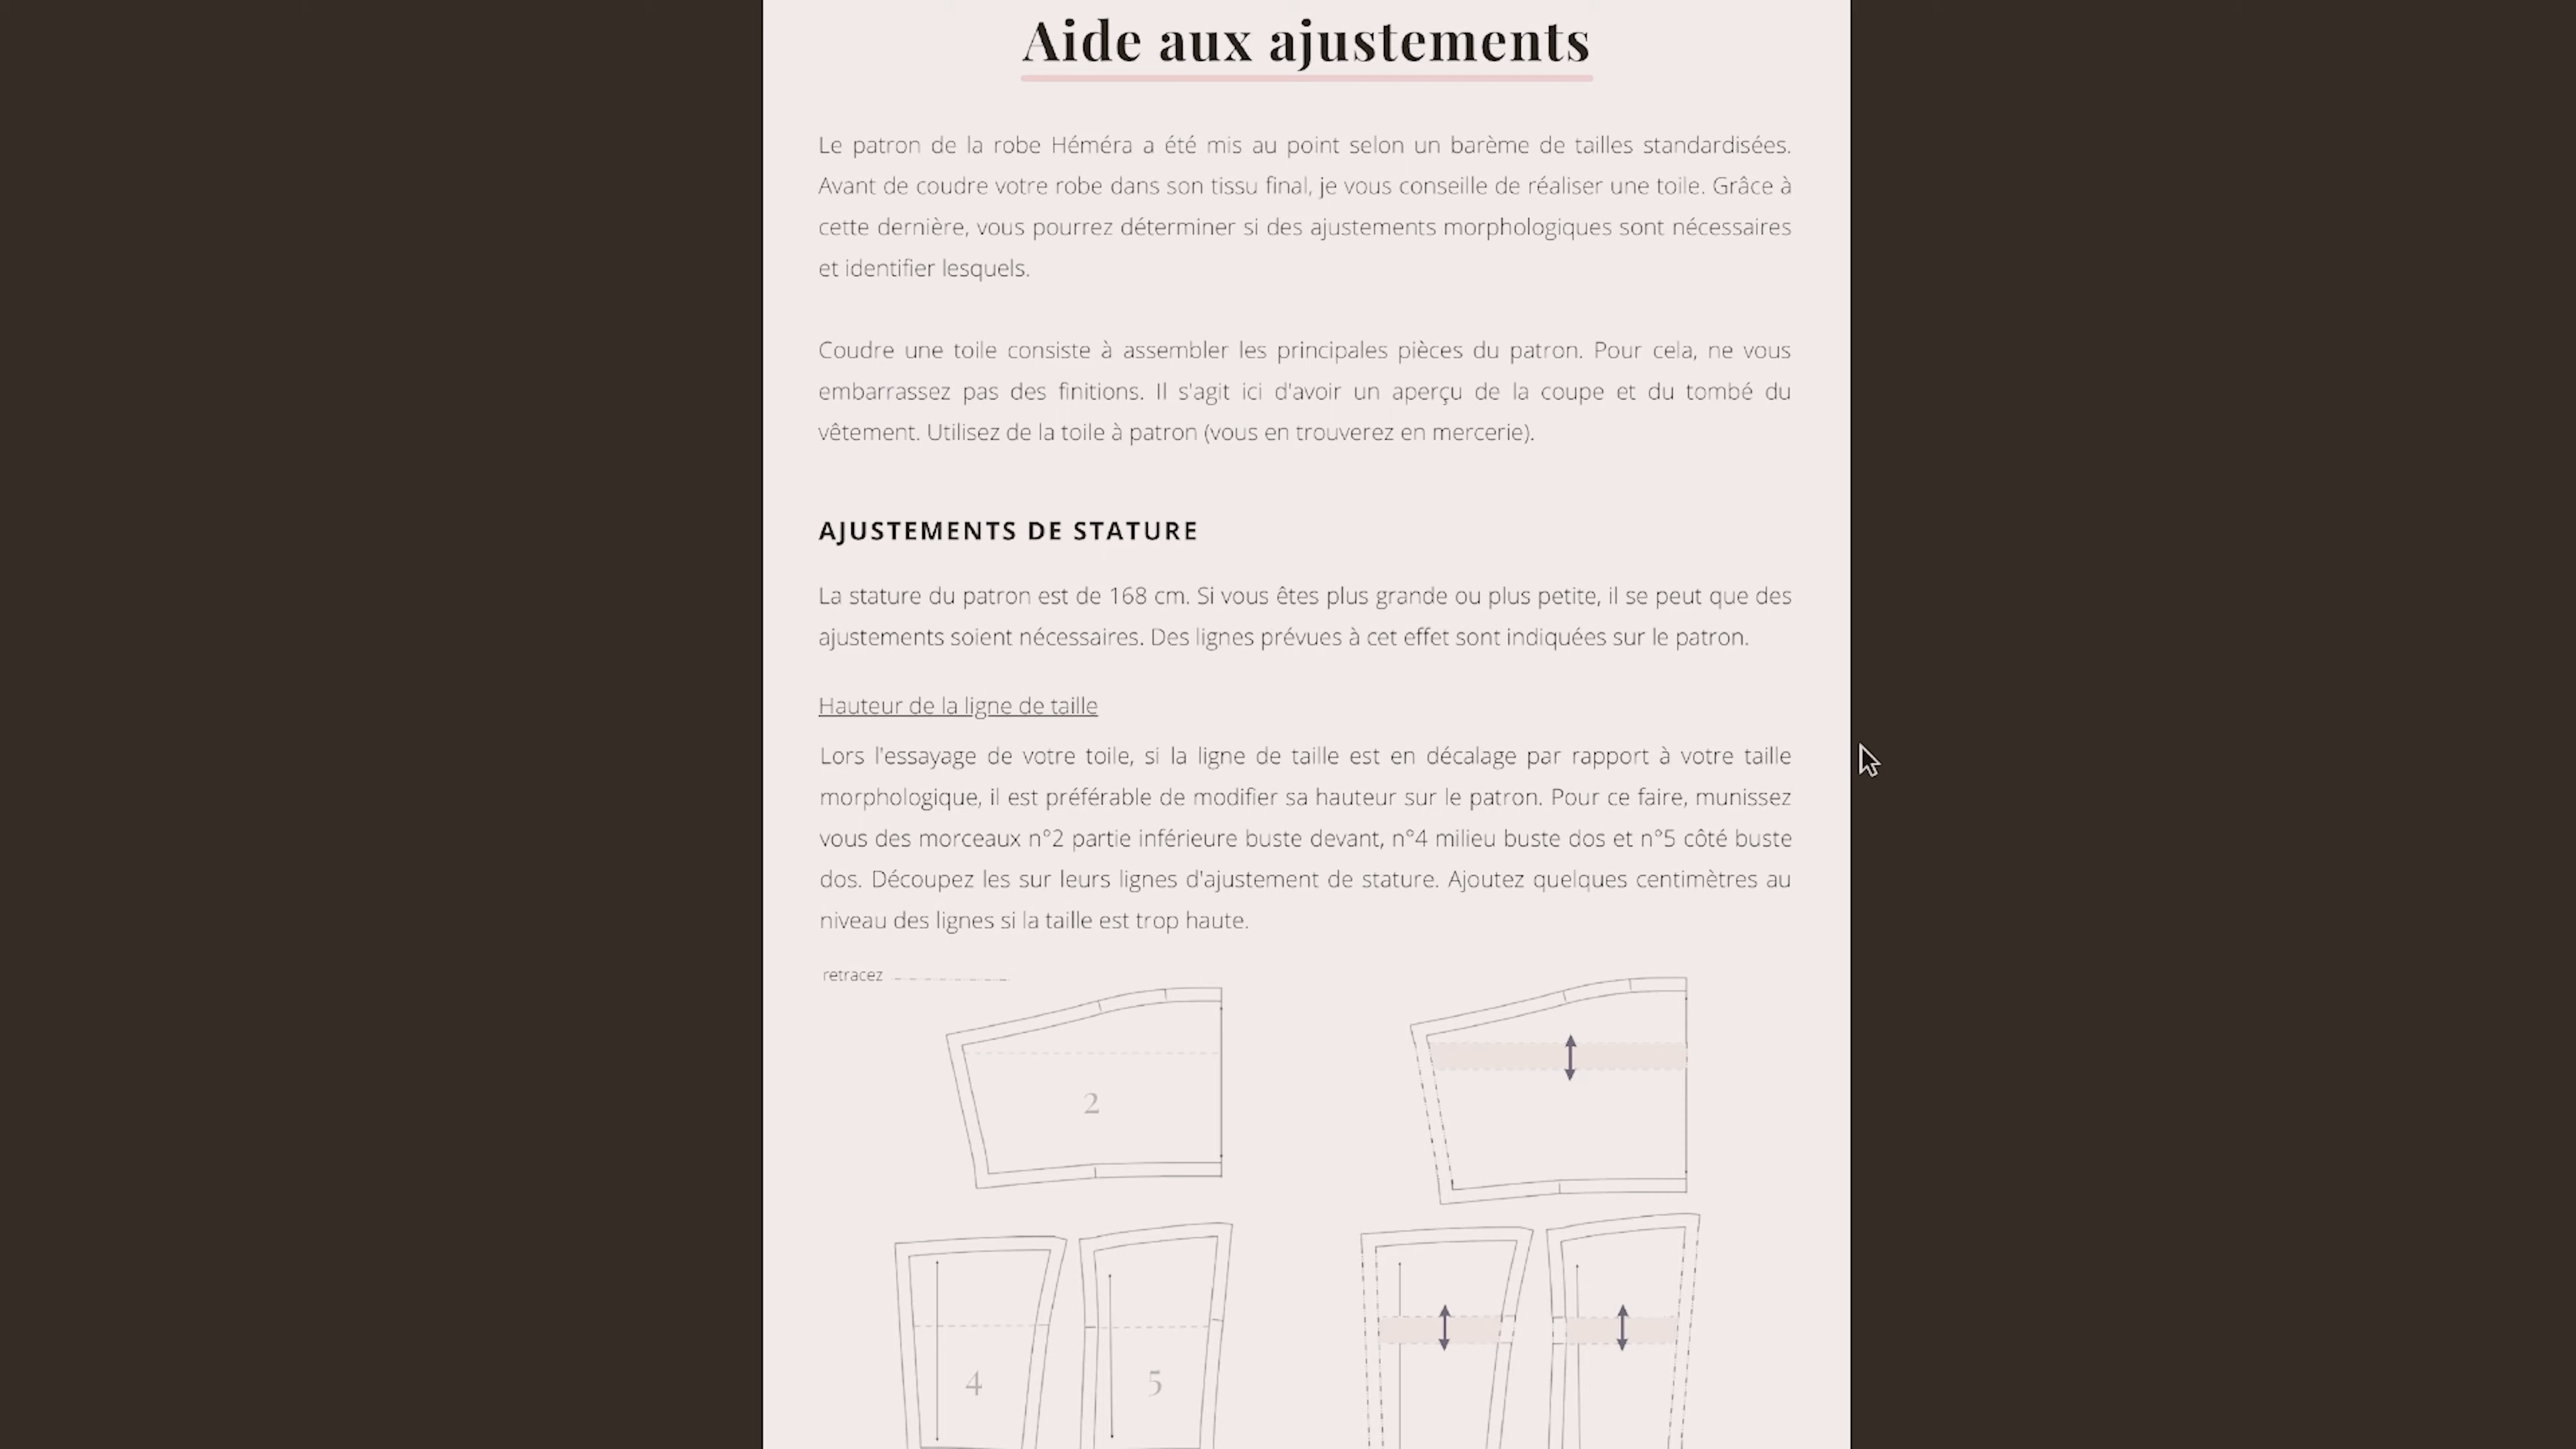 Aide aux ajustements
Le patron de la robe Héméra a été mis au point selon un barème de tailles standardisées.
Avant de coudre votre robe dans son tissu final, je vous conseille de réaliser une toile. Grâce à
cette dernière, vous pourrez déterminer si des ajustements morphologiques sont nécessaires
et identifier lesquels.
Coudre une toile consiste à assembler les principales pièces du patron. Pour cela, ne vous
embarrassez pas des finitions. Il s'agit ici d'avoir un aperçu de la coupe et du tombé du
vêtement. Utilisez de la toile à patron (vous en trouverez en mercerie).
AJUSTEMENTS DE STATURE
La stature du patron est de 168 cm. Si vous êtes plus grande ou plus petite, il se peut que des
ajustements soient nécessaires. Des lignes prévues à cet effet sont indiquées sur le patron.
Hauteur de la ligne de taille
Lors l'essayage de votre toile, si la ligne de taille est en décalage par rapport à votre taille
morphologique, il est préférable de modifier sa hauteur sur le patron. Pour ce faire, munissez
vous des morceaux n°2 partie inférieure buste devant, n°4 milieu buste dos et n°5 côté buste
dos. Découpez les sur leurs lignes d'ajustement de stature. Ajoutez quelques centimètres au
niveau des lignes si la taille est trop haute.
retracez
2
4
5